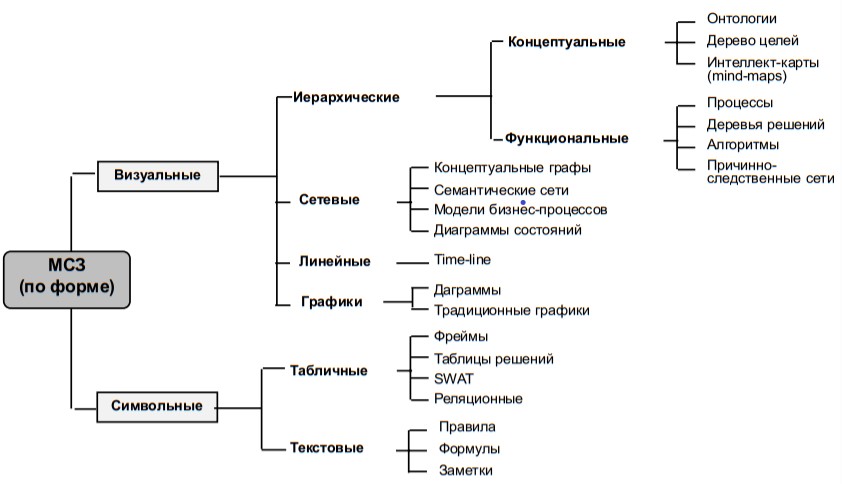 Онтологии
Концептуальные
Дерево целей
Интеллект-карты
(mind-maps)
Иерархические
Процессы
Функциональные
Деревья решений
Алгоритмы
Причинно-
следственные сети
Визуальные
Концептуальные графы
Сетевые
Семантические сети
Модели бизнес-процессов
Диаграммы состояний
МСЗ
(по форме)
Линейные
Time-line
Графики
Даграммы
Традиционные графики
Фреймы
Табличные
Таблицы решений
SWAT
Реляционные
Символьные
Правила
Текстовые
Формулы
Заметки